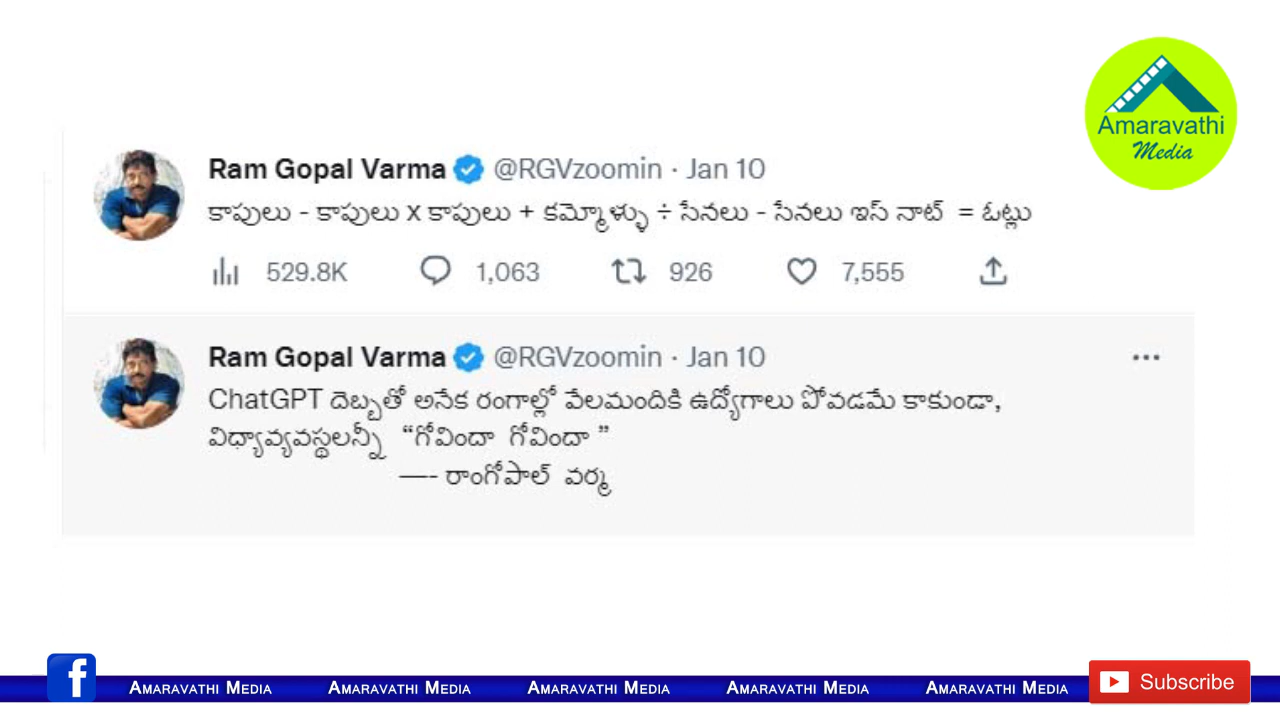 Amaravathi
Media
Ram Gopal Varma @RGVzoomin · Jan 10
కాపులు - కాపులు X కాపులు + కమ్మోళ్ళు ÷ సేనలు - సేనలు ఇస్ నాట్ = ఓట్లు
529.8K 1,063 926 7,555
Ram Gopal Varma @RGVzoomin · Jan 10
ChatGPT దెబ్బతో అనేక రంగాల్లో వేలమందికి ఉద్యోగాలు పోవడమే కాకుండా,
విధ్యావ్యవస్థలన్నీ “గోవిందా గోవిందా ”
—-- రాంగోపాల్ వర్మ
f Amaravathi Media Amaravathi Media Amaravathi Media Amaravathi Media Amaravathi Media Subscribe